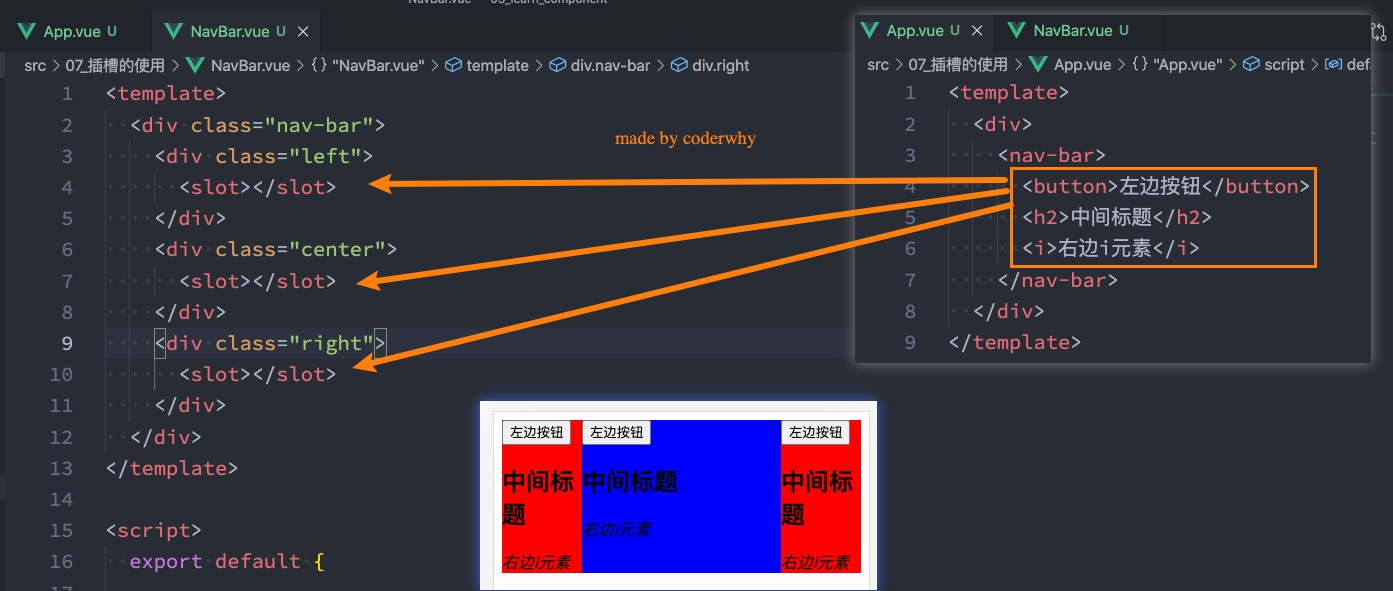 NavBar.vue — 03_learn_component
App.vue U
NavBar.vue U ×
src > 07_插槽的使用 > NavBar.vue > {} "NavBar.vue" > template > div.nav-bar > div.right
1 <template>
2 <div class="nav-bar">
3 <div class="left">
4 <slot></slot>
5 </div>
6 <div class="center">
7 <slot></slot>
8 </div>
9 <div class="right">
10 <slot></slot>
11 </div>
12 </div>
13 </template>
14
15 <script>
16 export default {
17
made by coderwhy
App.vue U ×
NavBar.vue U
src > 07_插槽的使用 > App.vue > {} "App.vue" > script > def
1 <template>
2 <div>
3 <nav-bar>
4 <button>左边按钮</button>
5 <h2>中间标题</h2>
6 <i>右边i元素</i>
7 </nav-bar>
8 </div>
9 </template>
左边按钮
中间标
题
右边i元素
左边按钮
中间标题
右边i元素
左边按钮
中间标
题
右边i元素